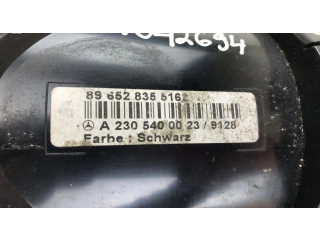 89 652 835 5162
A 230 540 00 23 / 9128
Farbe : Schwarz